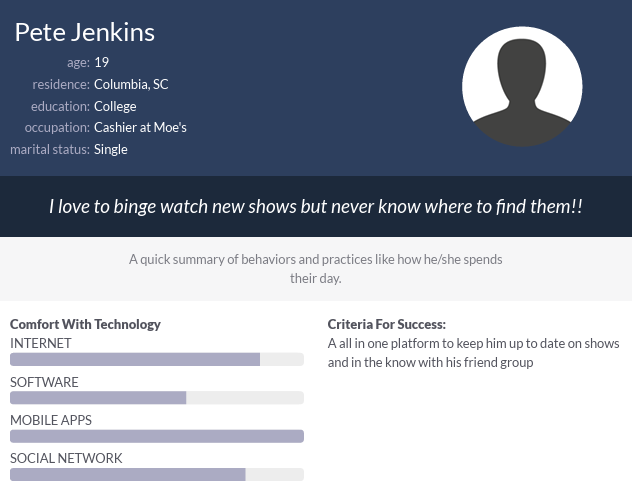 Pete Jenkins
age: 19
residence: Columbia, SC
education: College
occupation: Cashier at Moe's
marital status: Single
I love to binge watch new shows but never know where to find them!!
A quick summary of behaviors and practices like how he/she spends
their day.
Comfort With Technology
INTERNET
SOFTWARE
MOBILE APPS
SOCIAL NETWORK
Criteria For Success:
A all in one platform to keep him up to date on shows
and in the know with his friend group